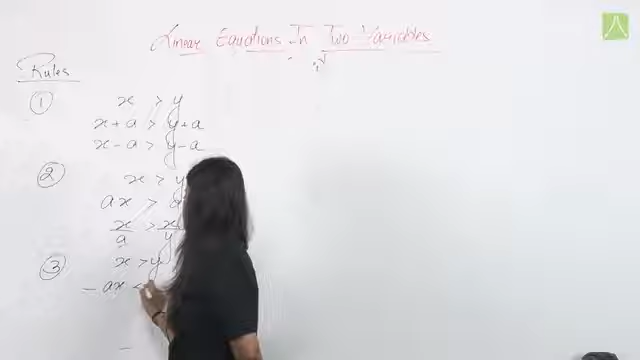 Linear Equations In Two Variables
Rules
① x > y
x + a > y + a
x - a > y - a
② x > y
ax >
x/a > x/y
③ x > y
- ax <